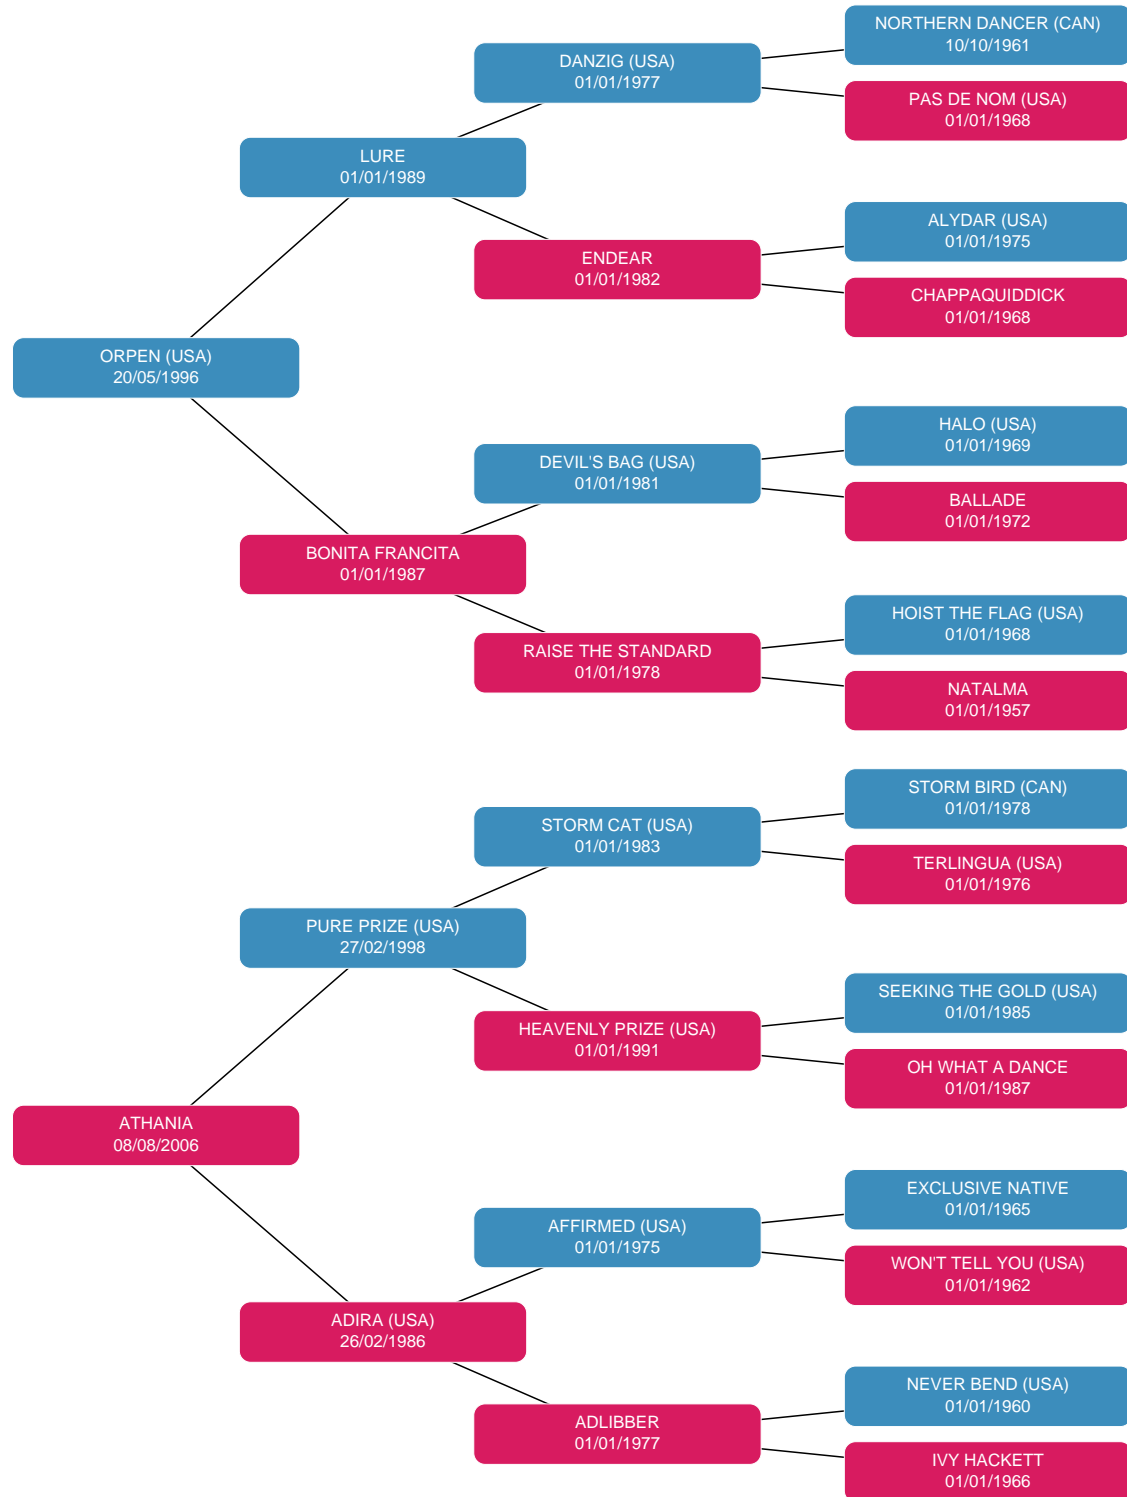 NORTHERN DANCER (CAN)
10/10/1961
DANZIG (USA)
01/01/1977
PAS DE NOM (USA)
01/01/1968
LURE
01/01/1989
ALYDAR (USA)
01/01/1975
ENDEAR
01/01/1982
CHAPPAQUIDDICK
01/01/1968
ORPEN (USA)
20/05/1996
HALO (USA)
01/01/1969
DEVIL'S BAG (USA)
01/01/1981
BALLADE
01/01/1972
BONITA FRANCITA
01/01/1987
HOIST THE FLAG (USA)
01/01/1968
RAISE THE STANDARD
01/01/1978
NATALMA
01/01/1957
STORM BIRD (CAN)
01/01/1978
STORM CAT (USA)
01/01/1983
TERLINGUA (USA)
01/01/1976
PURE PRIZE (USA)
27/02/1998
SEEKING THE GOLD (USA)
01/01/1985
HEAVENLY PRIZE (USA)
01/01/1991
OH WHAT A DANCE
01/01/1987
ATHANIA
08/08/2006
EXCLUSIVE NATIVE
01/01/1965
AFFIRMED (USA)
01/01/1975
WON'T TELL YOU (USA)
01/01/1962
ADIRA (USA)
26/02/1986
NEVER BEND (USA)
01/01/1960
ADLIBBER
01/01/1977
IVY HACKETT
01/01/1966